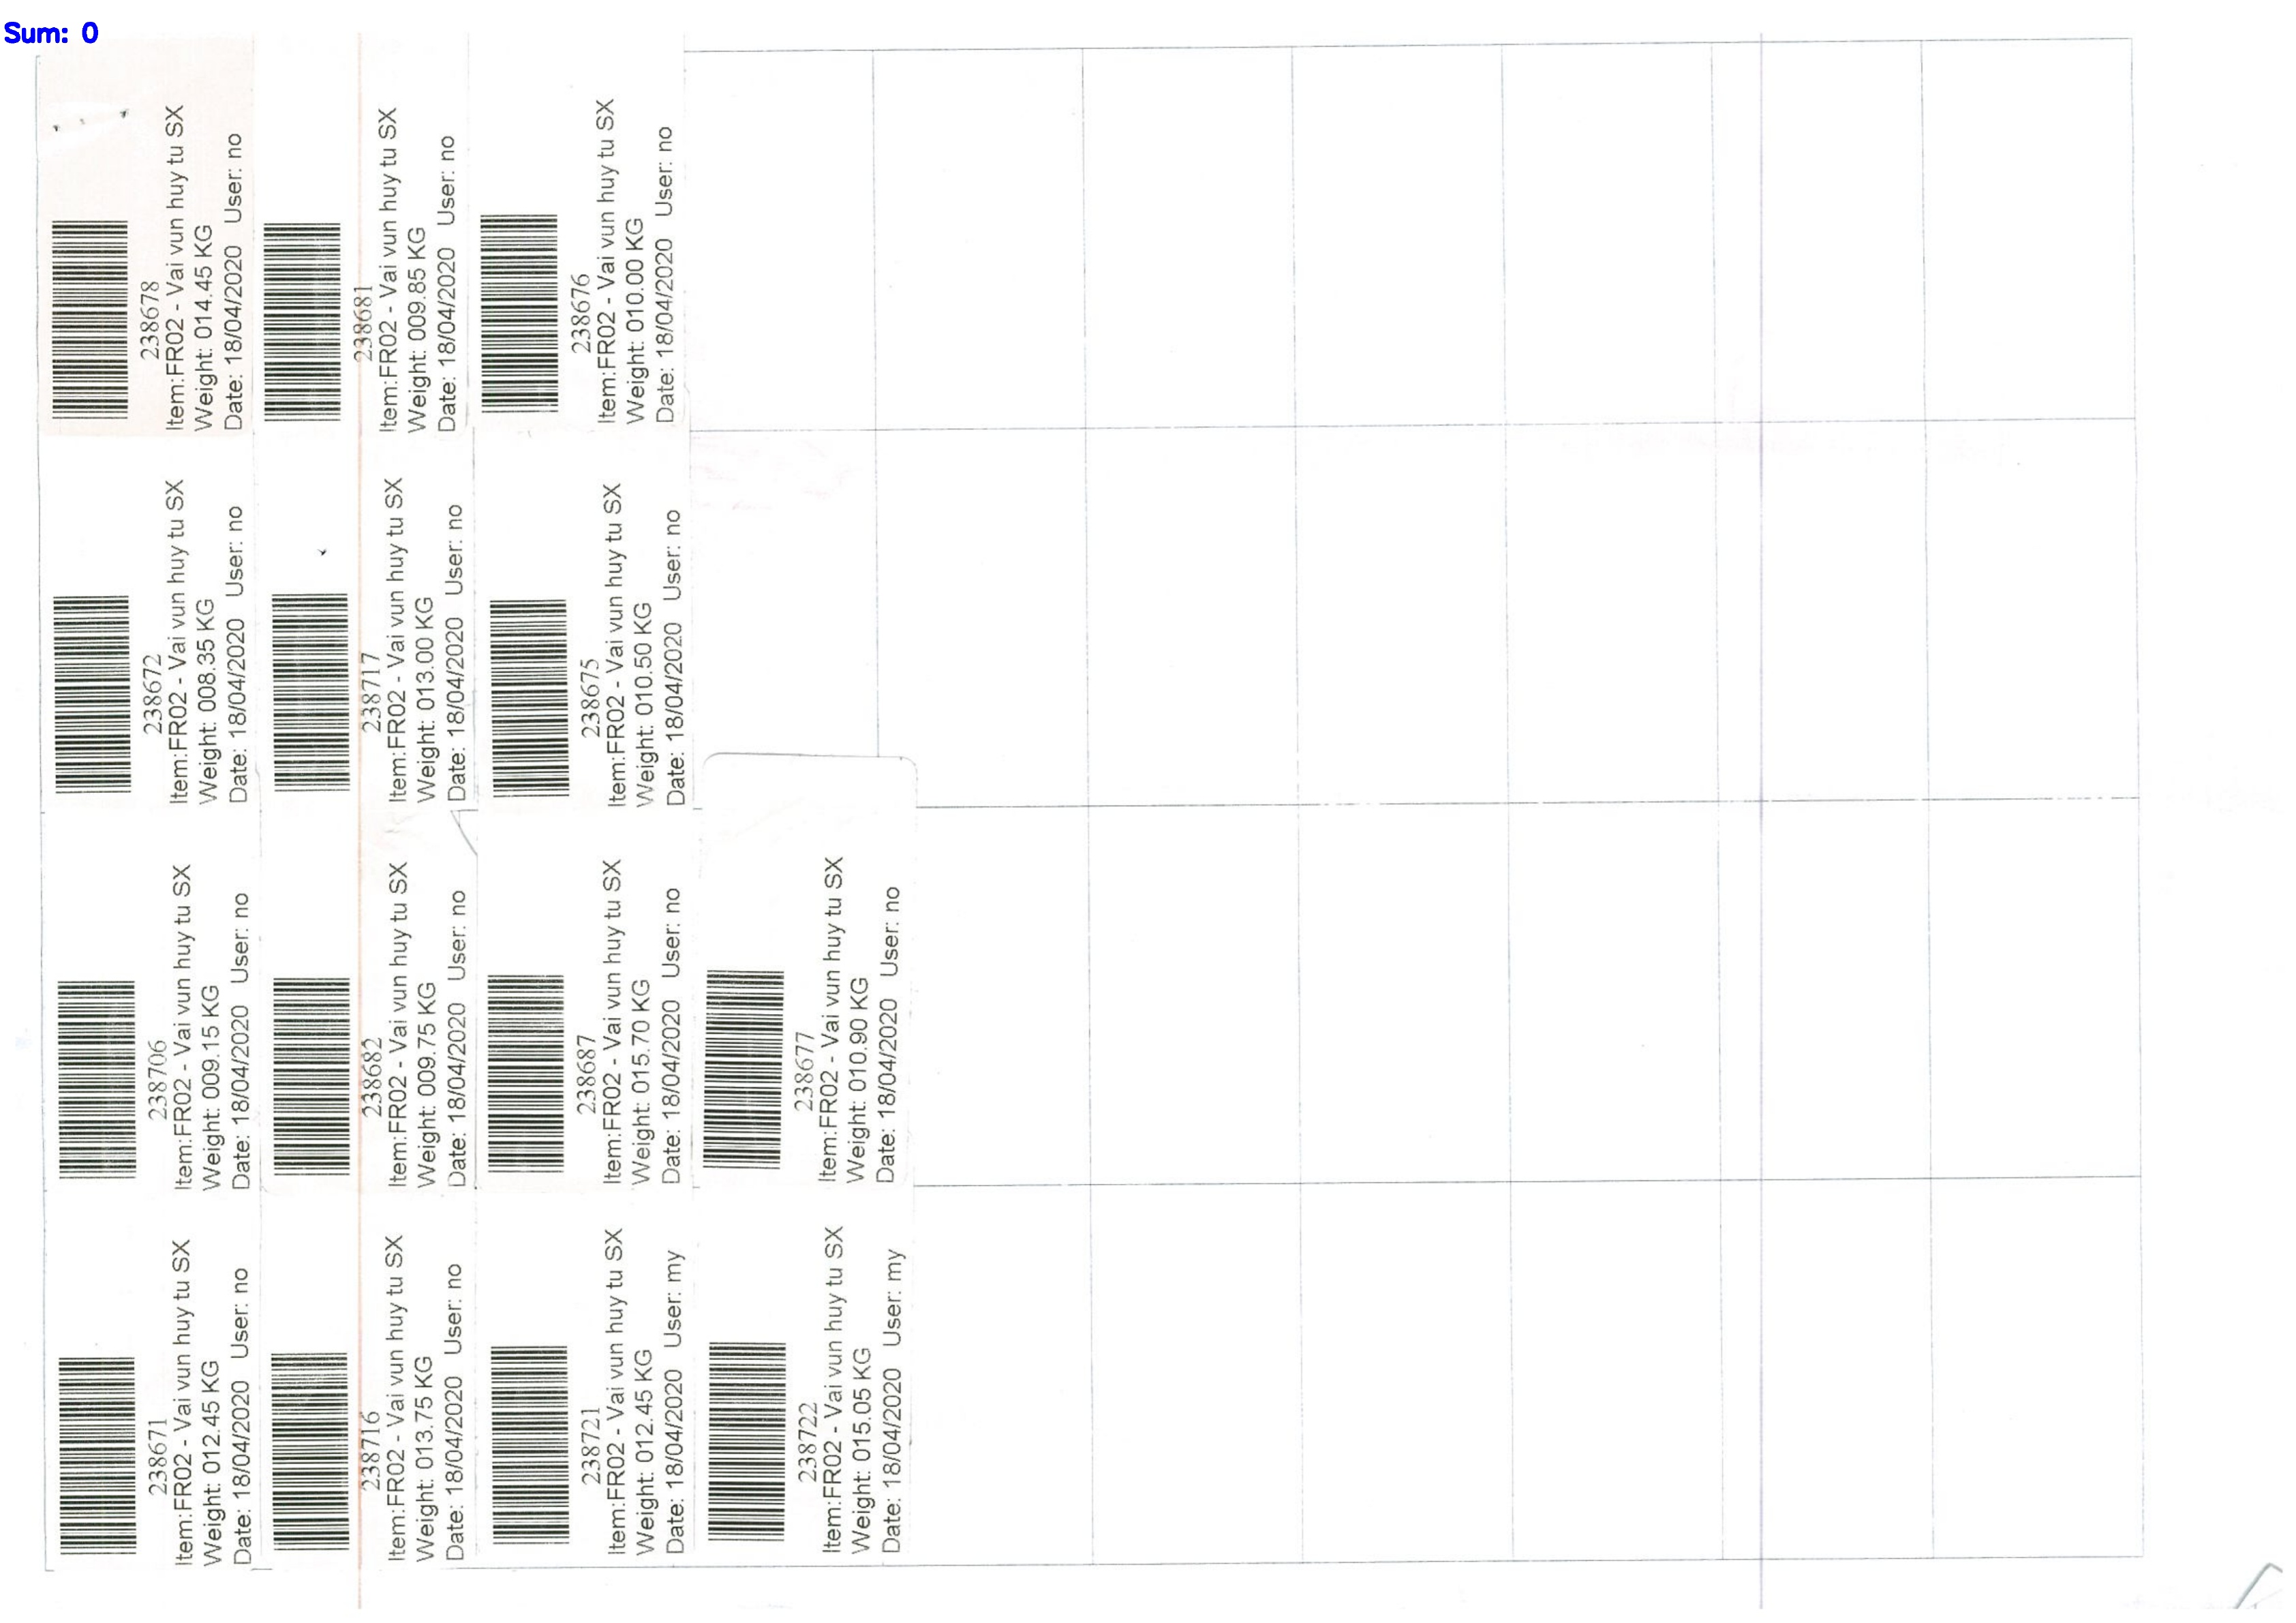 Sum: 0
238671
Item:FR02 - Vai vun huy tu SX
Weight: 012.45 KG
Date: 18/04/2020 User: no
238706
Item:FR02 - Vai vun huy tu SX
Weight: 009.15 KG
Date: 18/04/2020 User: no
238672
Item:FR02 - Vai vun huy tu SX
Weight: 008.35 KG
Date: 18/04/2020 User: no
238678
Item:FR02 - Vai vun huy tu SX
Weight: 014.45 KG
Date: 18/04/2020 User: no
238716
Item:FR02 - Vai vun huy tu SX
Weight: 013.75 KG
Date: 18/04/2020 User: no
238682
Item:FR02 - Vai vun huy tu SX
Weight: 009.75 KG
Date: 18/04/2020 User: no
238717
Item:FR02 - Vai vun huy tu SX
Weight: 013.00 KG
Date: 18/04/2020 User: no
238681
Item:FR02 - Vai vun huy tu SX
Weight: 009.85 KG
Date: 18/04/2020 User: no
238721
Item:FR02 - Vai vun huy tu SX
Weight: 012.45 KG
Date: 18/04/2020 User: my
238687
Item:FR02 - Vai vun huy tu SX
Weight: 015.70 KG
Date: 18/04/2020 User: no
238675
Item:FR02 - Vai vun huy tu SX
Weight: 010.50 KG
Date: 18/04/2020 User: no
238676
Item:FR02 - Vai vun huy tu SX
Weight: 010.00 KG
Date: 18/04/2020 User: no
238722
Item:FR02 - Vai vun huy tu SX
Weight: 015.05 KG
Date: 18/04/2020 User: my
238677
Item:FR02 - Vai vun huy tu SX
Weight: 010.90 KG
Date: 18/04/2020 User: no